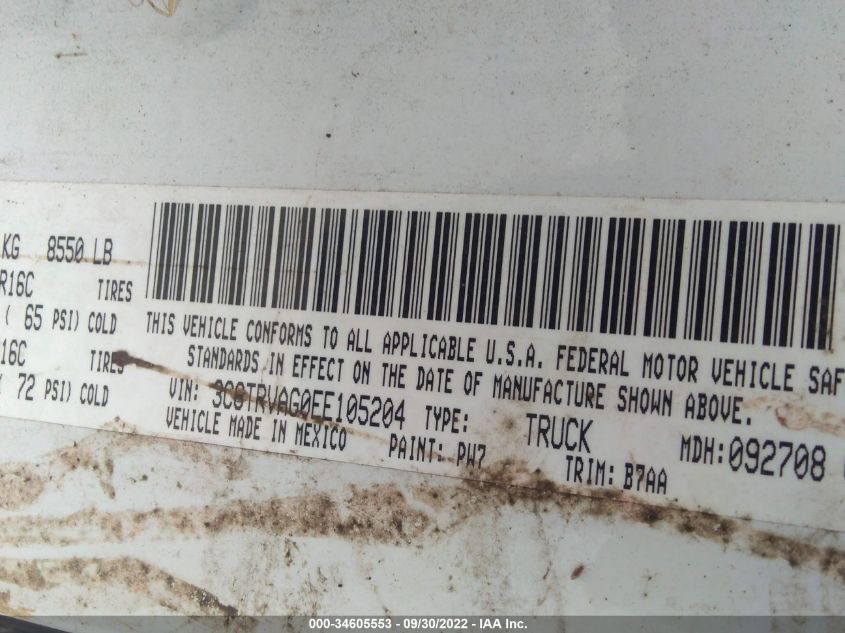 KG 8550 LB
R16C TIRES
( 65 PSI) COLD
16C TIRES
72 PSI) COLD
THIS VEHICLE CONFORMS TO ALL APPLICABLE U.S.A. FEDERAL MOTOR VEHICLE SAF
STANDARDS IN EFFECT ON THE DATE OF MANUFACTURE SHOWN ABOVE.
VIN: 3C6TRVAG0EE105204 TYPE: TRUCK MDH: 092708
VEHICLE MADE IN MEXICO PAINT: PW7 TRIM: B7AA
000-34605553 - 09/30/2022 - IAA Inc.